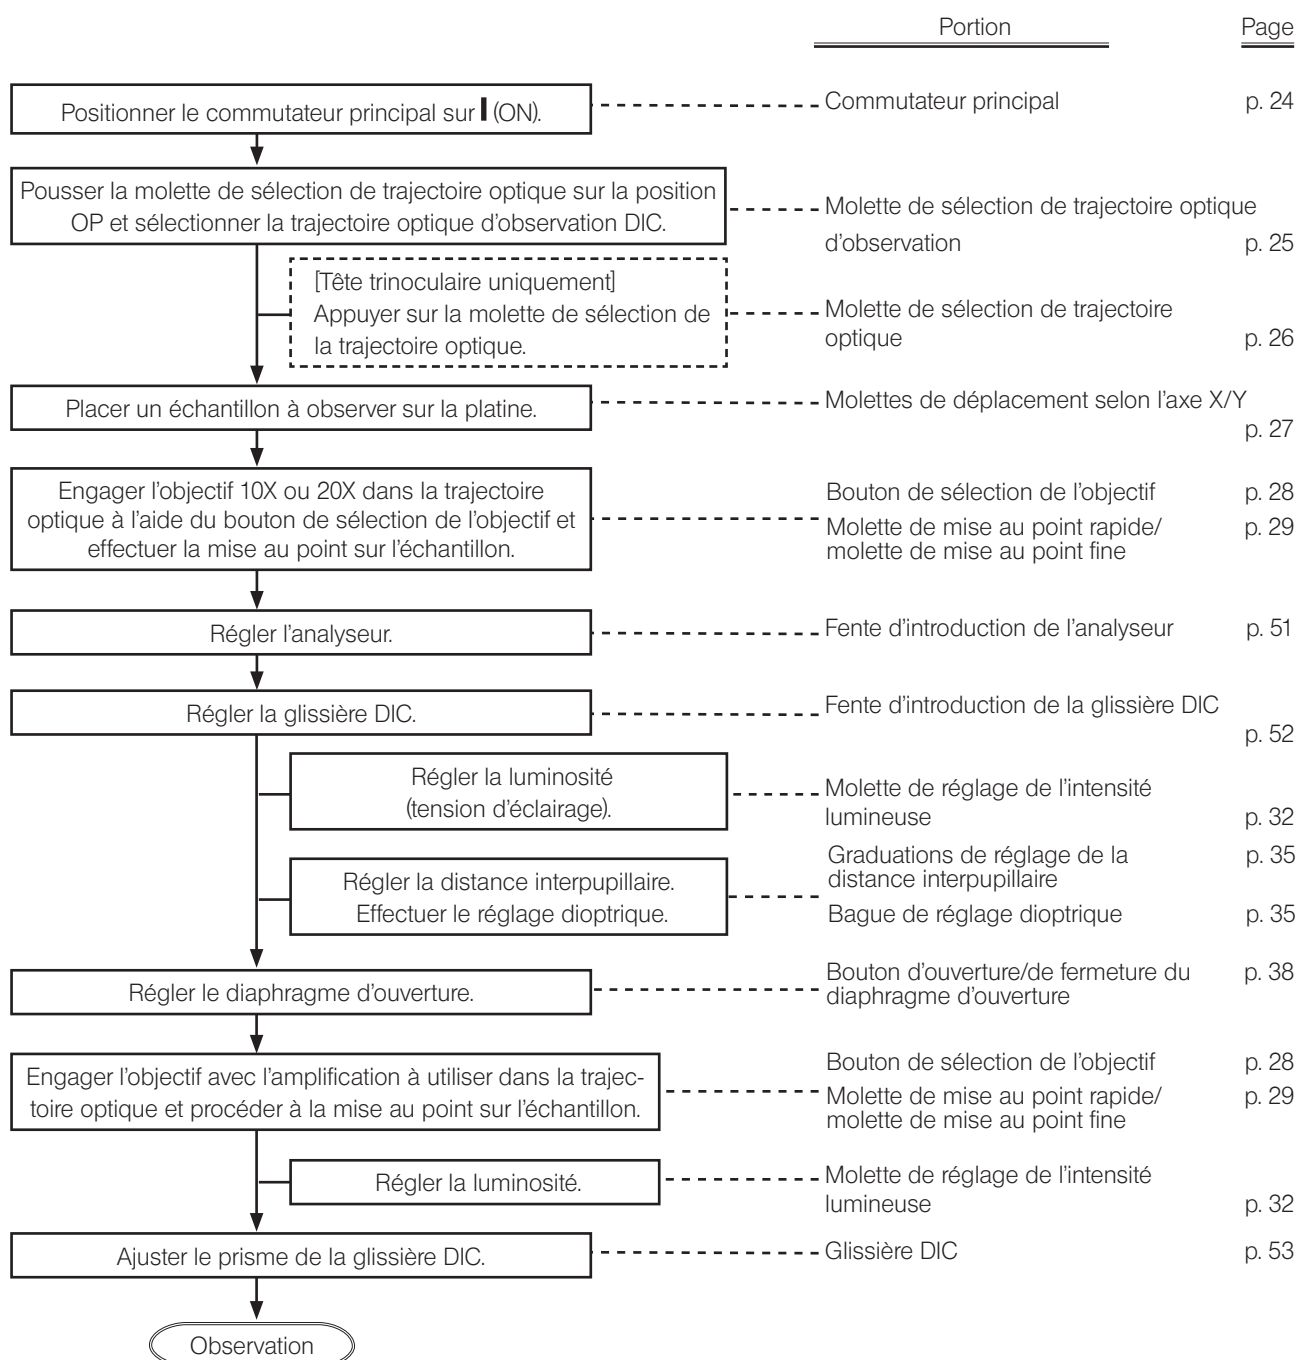 Portion Page
Positionner le commutateur principal sur I (ON).
Commutateur principal p. 24
Pousser la molette de sélection de trajectoire optique sur la position
OP et sélectionner la trajectoire optique d'observation DIC.
Molette de sélection de trajectoire optique
d'observation p. 25
[Tête trinoculaire uniquement]
Appuyer sur la molette de sélection de
la trajectoire optique.
Molette de sélection de trajectoire
optique p. 26
Placer un échantillon à observer sur la platine.
Molettes de déplacement selon l'axe X/Y
p. 27
Engager l'objectif 10X ou 20X dans la trajectoire
optique à l'aide du bouton de sélection de l'objectif et
effectuer la mise au point sur l'échantillon.
Bouton de sélection de l'objectif p. 28
Molette de mise au point rapide/ p. 29
molette de mise au point fine
Régler l'analyseur.
Fente d'introduction de l'analyseur p. 51
Régler la glissière DIC.
Fente d'introduction de la glissière DIC
p. 52
Régler la luminosité
(tension d'éclairage).
Molette de réglage de l'intensité
lumineuse p. 32
Régler la distance interpupillaire.
Effectuer le réglage dioptrique.
Graduations de réglage de la p. 35
distance interpupillaire
Bague de réglage dioptrique p. 35
Régler le diaphragme d'ouverture.
Bouton d'ouverture/de fermeture du p. 38
diaphragme d'ouverture
Engager l'objectif avec l'amplification à utiliser dans la trajec-
toire optique et procéder à la mise au point sur l'échantillon.
Bouton de sélection de l'objectif p. 28
Molette de mise au point rapide/ p. 29
molette de mise au point fine
Régler la luminosité.
Molette de réglage de l'intensité
lumineuse p. 32
Ajuster le prisme de la glissière DIC.
Glissière DIC p. 53
Observation